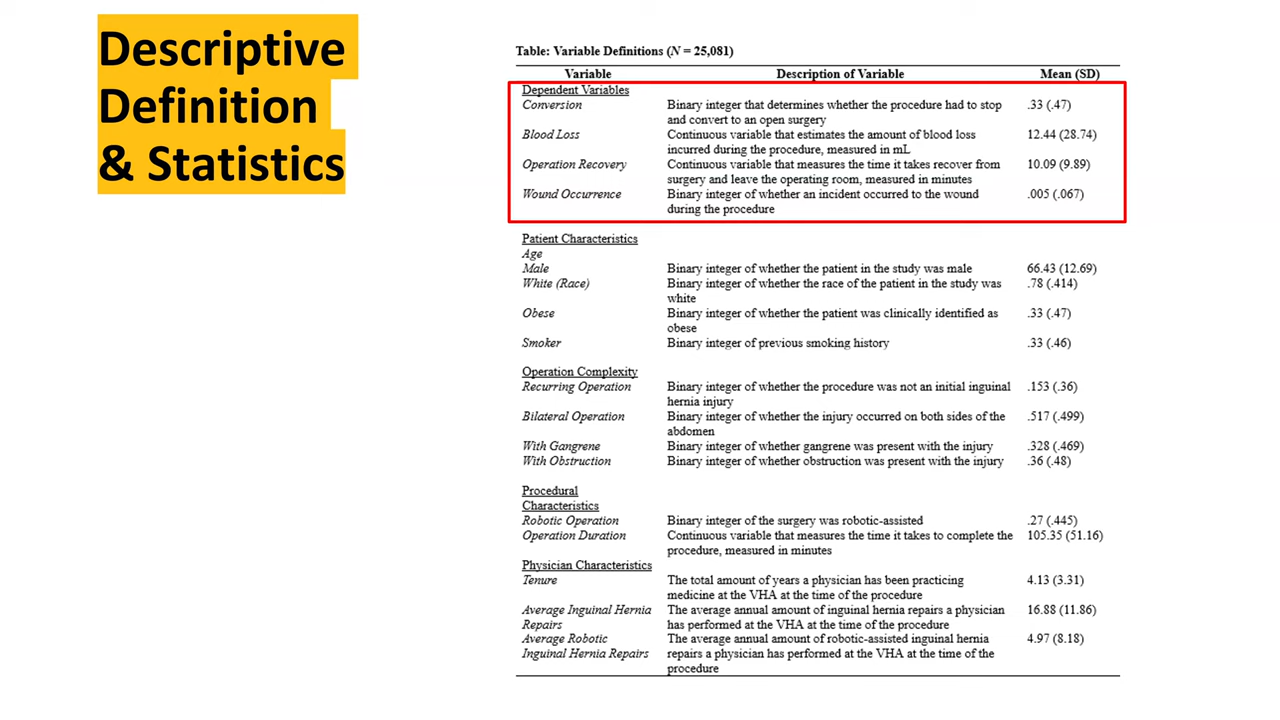 Descriptive
Definition
& Statistics
Table: Variable Definitions (N = 25,081)
Variable Description of Variable Mean (SD)
Dependent Variables
Conversion Binary integer that determines whether the procedure had to stop .33 (.47)
and convert to an open surgery
Blood Loss Continuous variable that estimates the amount of blood loss 12.44 (28.74)
incurred during the procedure, measured in mL
Operation Recovery Continuous variable that measures the time it takes recover from 10.09 (9.89)
surgery and leave the operating room, measured in minutes
Wound Occurrence Binary integer of whether an incident occurred to the wound .005 (.067)
during the procedure
Patient Characteristics
Age
Male Binary integer of whether the patient in the study was male 66.43 (12.69)
White (Race) Binary integer of whether the race of the patient in the study was .78 (.414)
white
Obese Binary integer of whether the patient was clinically identified as .33 (.47)
obese
Smoker Binary integer of previous smoking history .33 (.46)
Operation Complexity
Recurring Operation Binary integer of whether the procedure was not an initial inguinal .153 (.36)
hernia injury
Bilateral Operation Binary integer of whether the injury occurred on both sides of the .517 (.499)
abdomen
With Gangrene Binary integer of whether gangrene was present with the injury .328 (.469)
With Obstruction Binary integer of whether obstruction was present with the injury .36 (.48)
Procedural
Characteristics
Robotic Operation Binary integer of the surgery was robotic-assisted .27 (.445)
Operation Duration Continuous variable that measures the time it takes to complete the 105.35 (51.16)
procedure, measured in minutes
Physician Characteristics
Tenure The total amount of years a physician has been practicing 4.13 (3.31)
medicine at the VHA at the time of the procedure
Average Inguinal Hernia The average annual amount of inguinal hernia repairs a physician 16.88 (11.86)
Repairs has performed at the VHA at the time of the procedure
Average Robotic The average annual amount of robotic-assisted inguinal hernia 4.97 (8.18)
Inguinal Hernia Repairs repairs a physician has performed at the VHA at the time of the
procedure